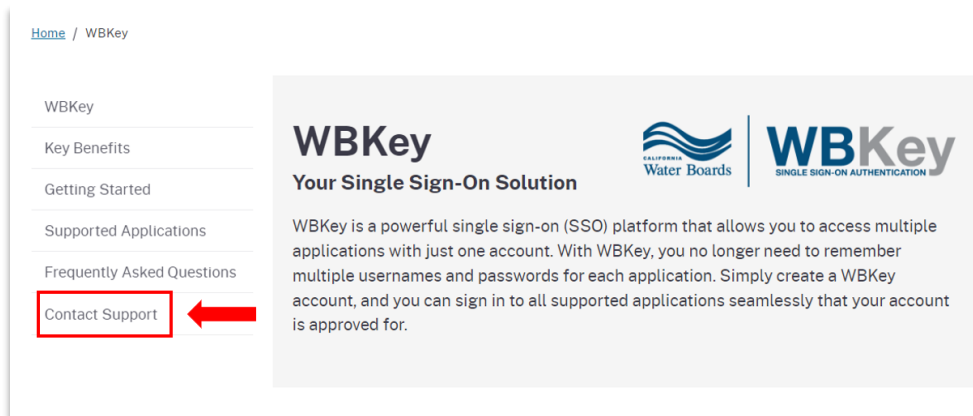 Home / WBKey
WBKey
Key Benefits
Getting Started
Supported Applications
Frequently Asked Questions
Contact Support
WBKey
Your Single Sign-On Solution
CALIFORNIA
Water Boards
WBKey
SINGLE SIGN-ON AUTHENTICATION
WBKey is a powerful single sign-on (SSO) platform that allows you to access multiple
applications with just one account. With WBKey, you no longer need to remember
multiple usernames and passwords for each application. Simply create a WBKey
account, and you can sign in to all supported applications seamlessly that your account
is approved for.